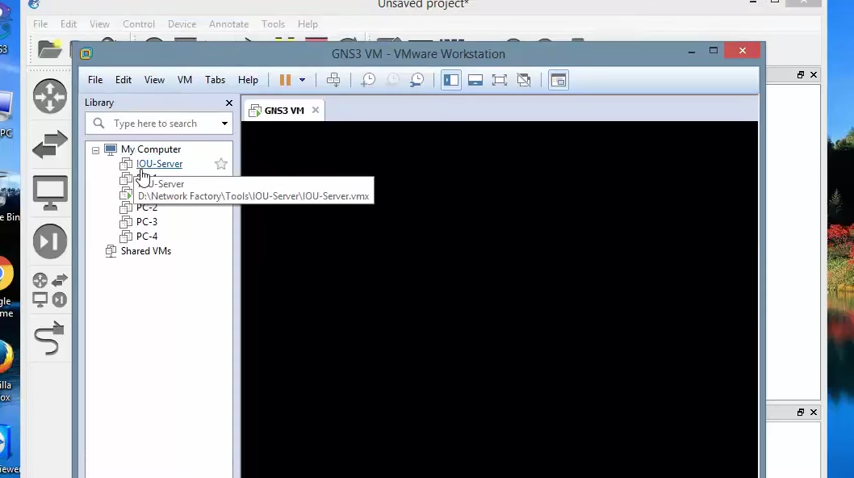 Unsaved project*
File Edit View Control Device Annotate Tools Help
GNS3 VM - VMware Workstation
File Edit View VM Tabs Help
Library
GNS3 VM
Type here to search
My Computer
IOU-Server
U-Server
D:\Network Factory\Tools\IOU-Server\IOU-Server.vmx
PC-2
PC-3
PC-4
Shared VMs
PC